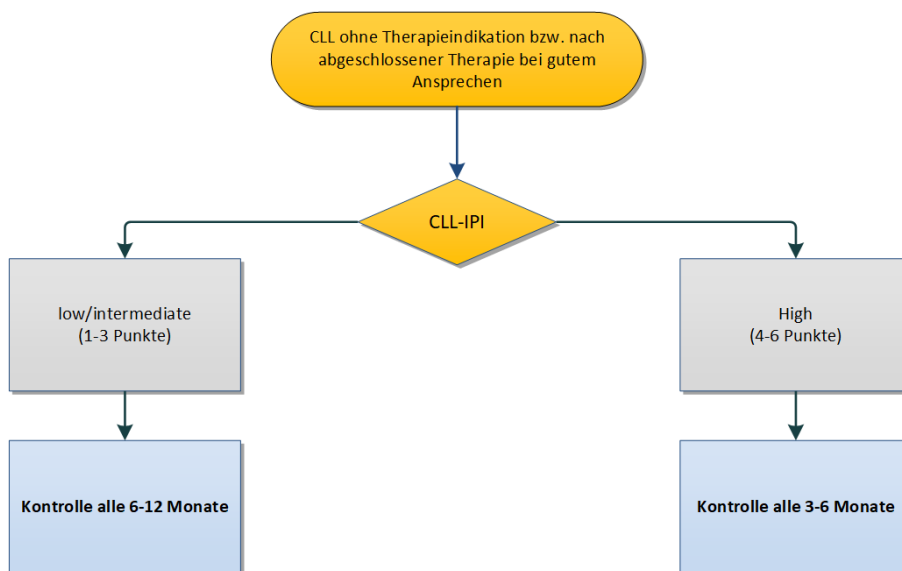 CLL ohne Therapieindikation bzw. nach
abgeschlossener Therapie bei gutem
Ansprechen
CLL-IPI
low/intermediate
(1-3 Punkte)
High
(4-6 Punkte)
Kontrolle alle 6-12 Monate
Kontrolle alle 3-6 Monate